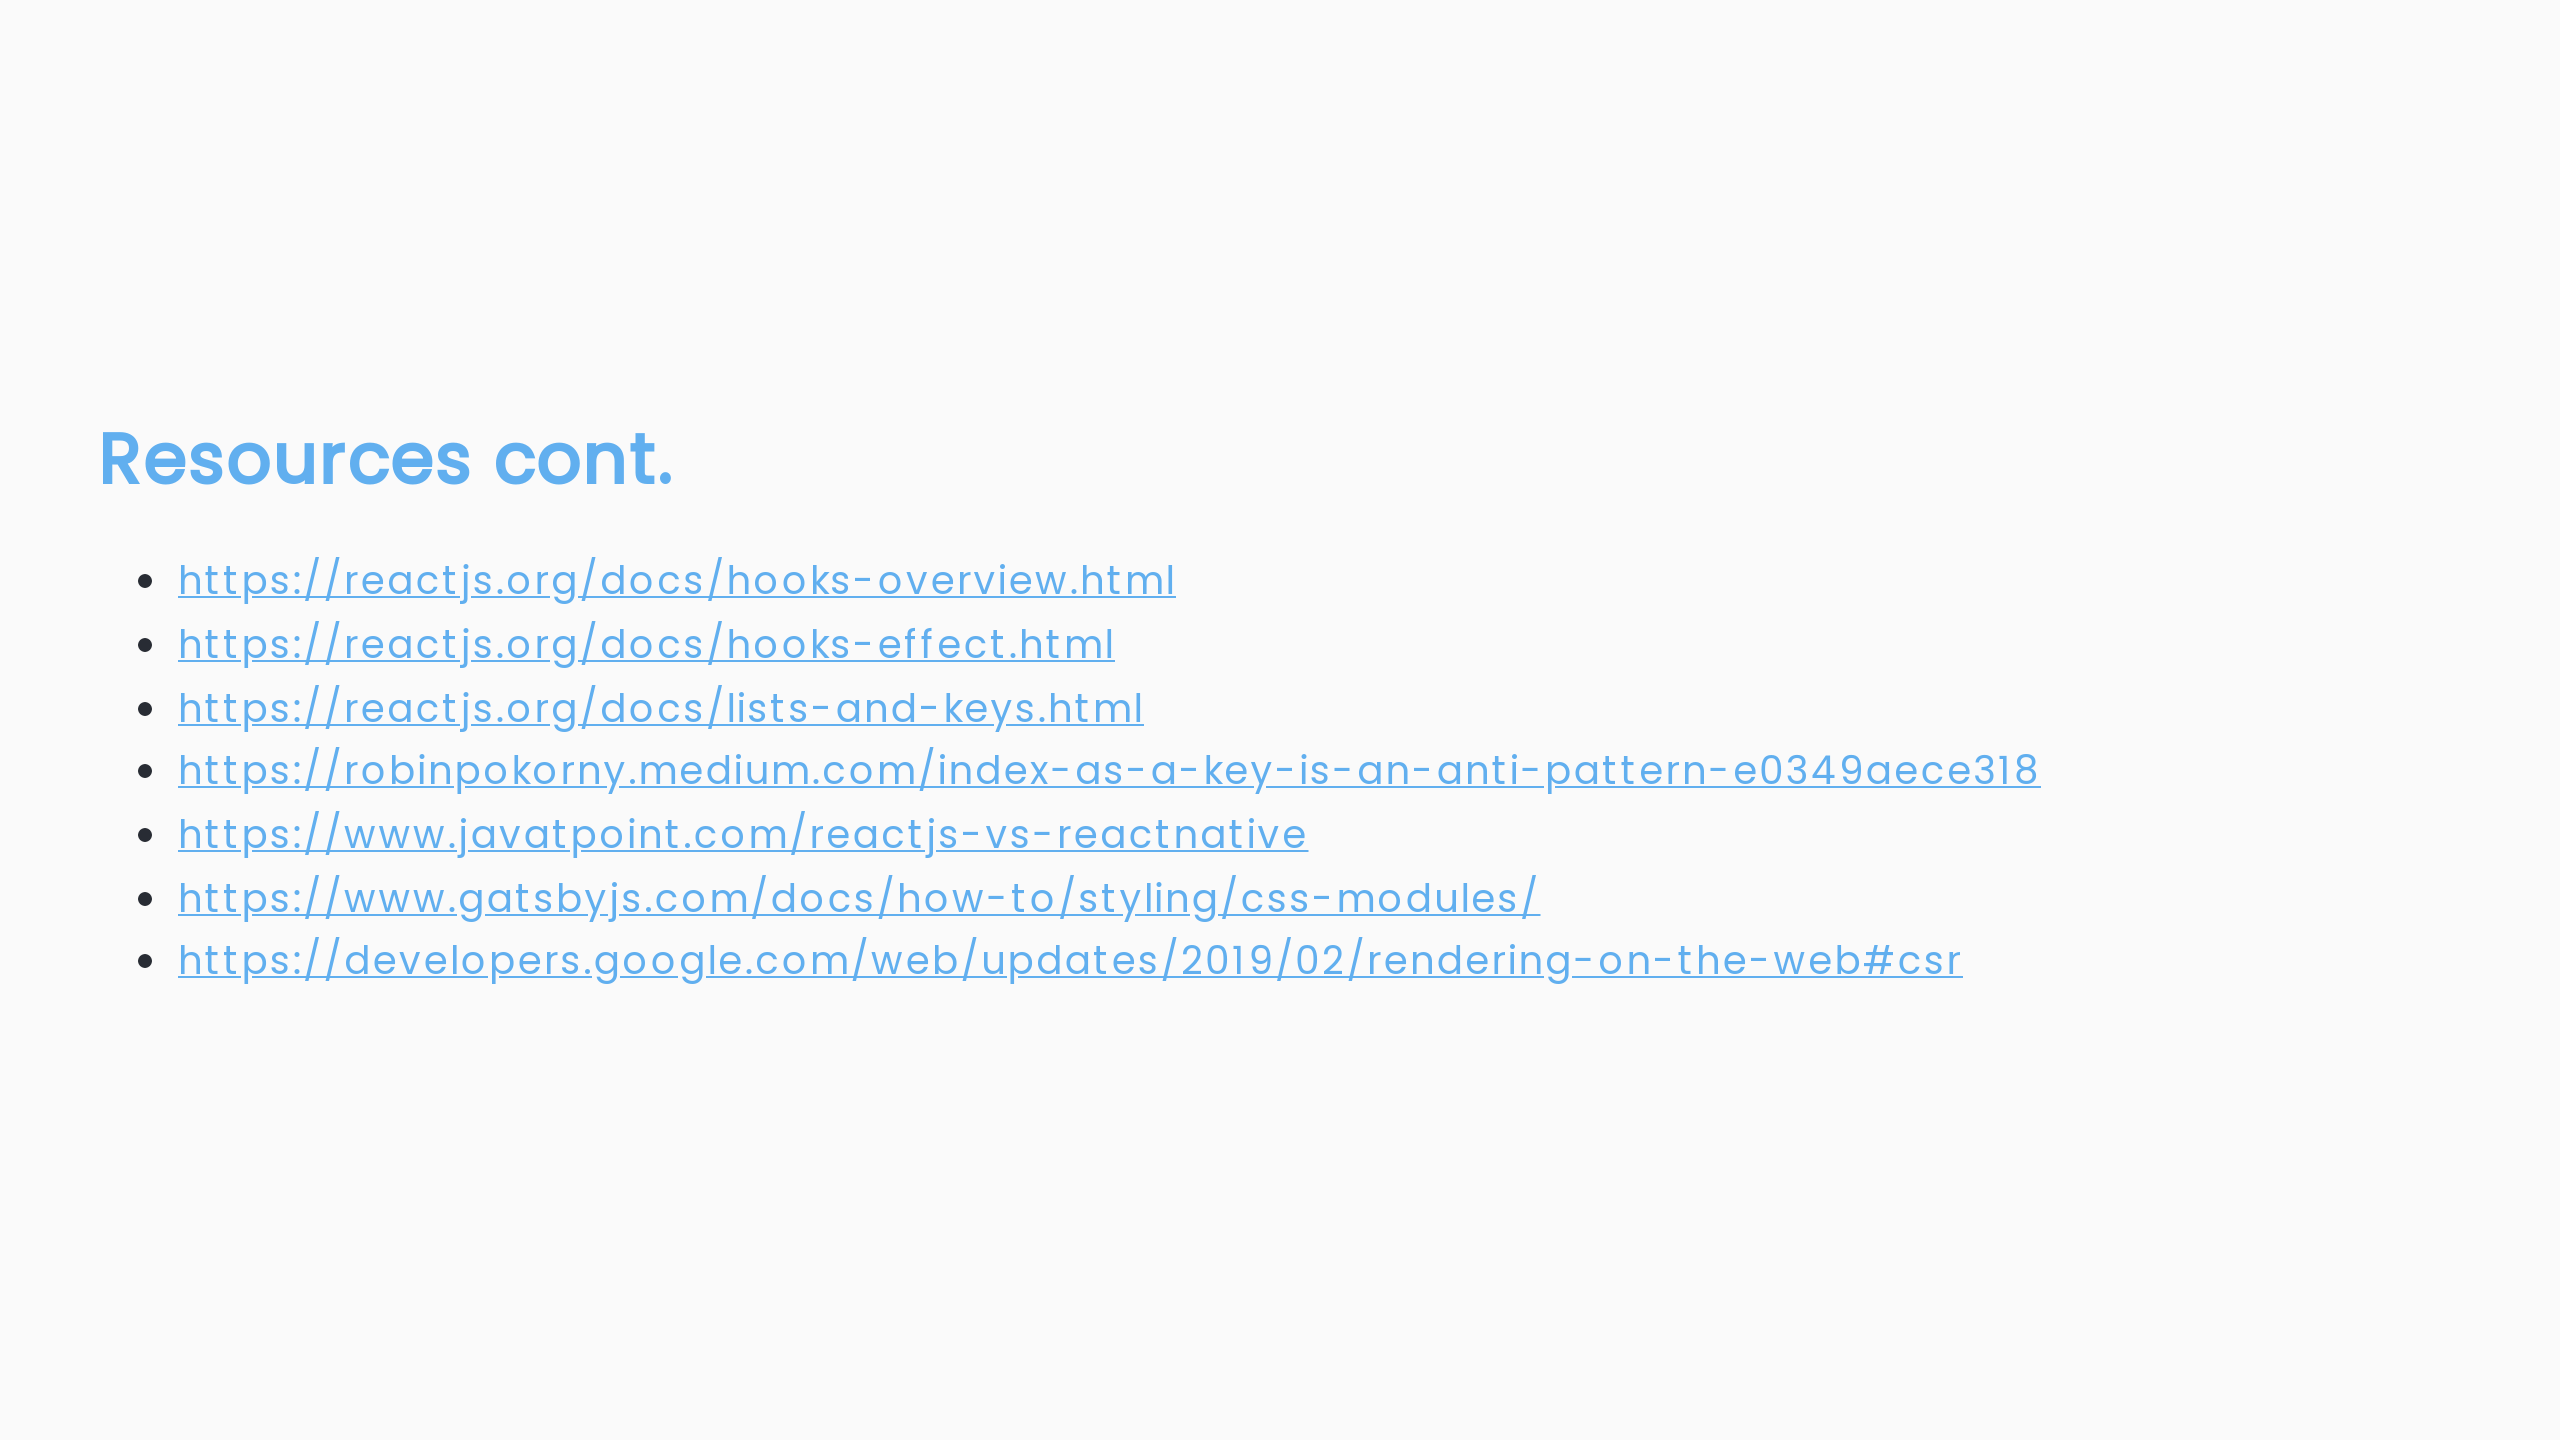 Resources cont.
https://reactjs.org/docs/hooks-overview.html
https://reactjs.org/docs/hooks-effect.html
https://reactjs.org/docs/lists-and-keys.html
https://robinpokorny.medium.com/index-as-a-key-is-an-anti-pattern-e0349aece318
https://www.javatpoint.com/reactjs-vs-reactnative
https://www.gatsbyjs.com/docs/how-to/styling/css-modules/
https://developers.google.com/web/updates/2019/02/rendering-on-the-web#csr